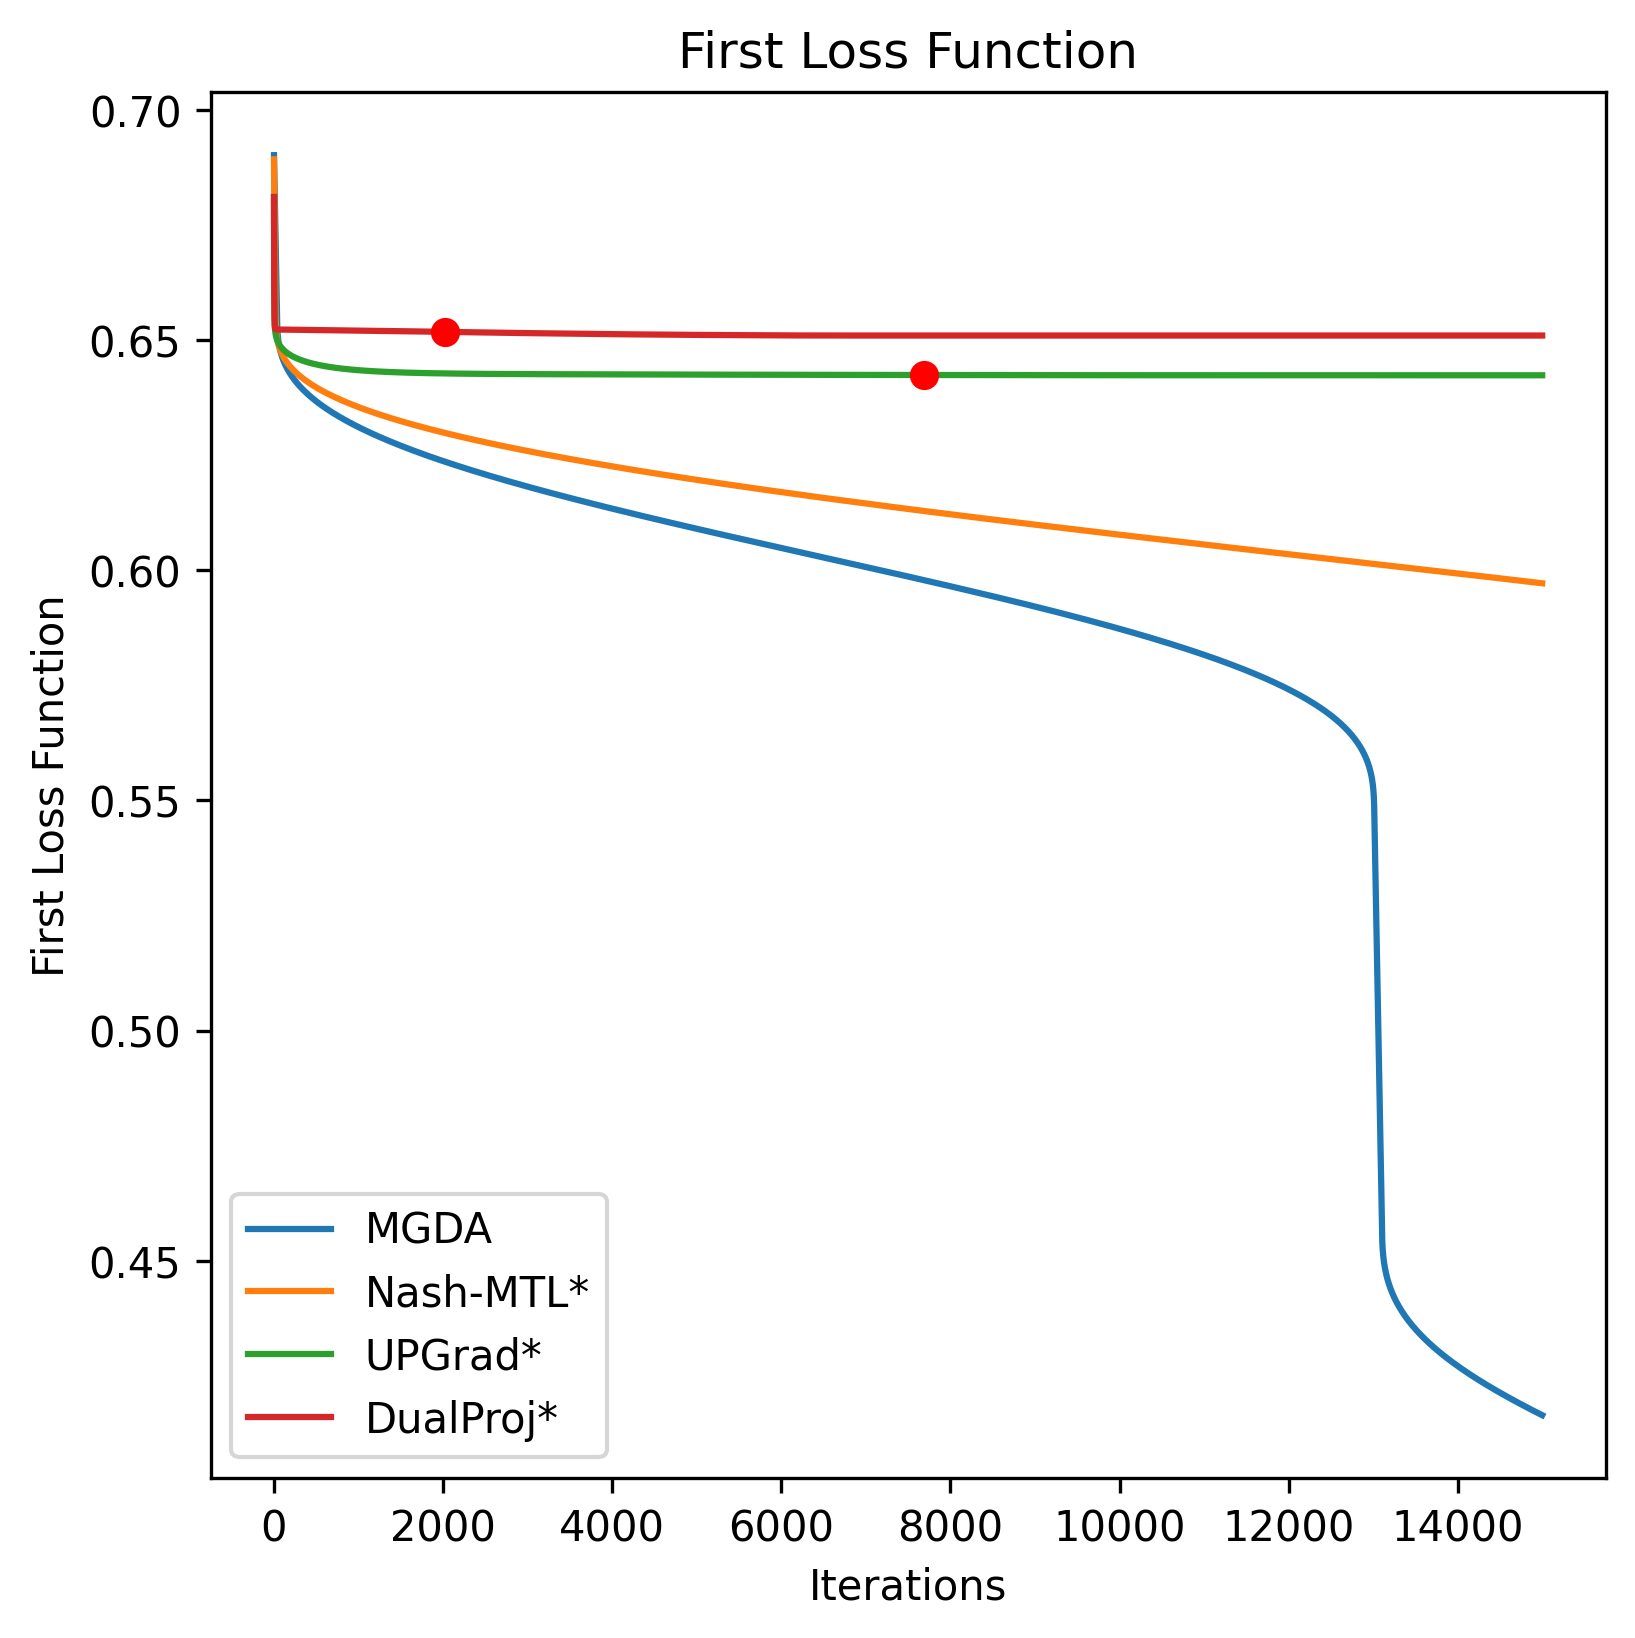 First Loss Function
0.70
0.65
0.60
0.55
0.50
0.45
First Loss Function
MGDA
Nash-MTL*
UPGrad*
DualProj*
0 2000 4000 6000 8000 10000 12000 14000
Iterations